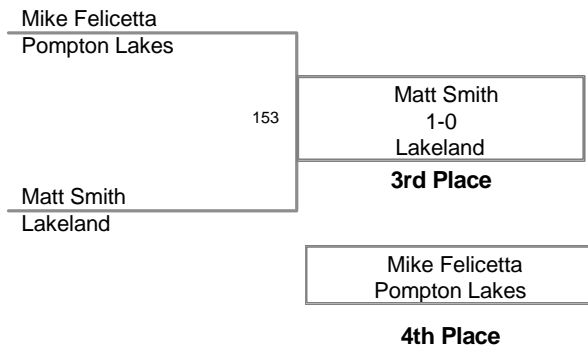 Mike Felicetta
Pompton Lakes
153
Matt Smith
1-0
Lakeland
3rd Place
Matt Smith
Lakeland
Mike Felicetta
Pompton Lakes
4th Place